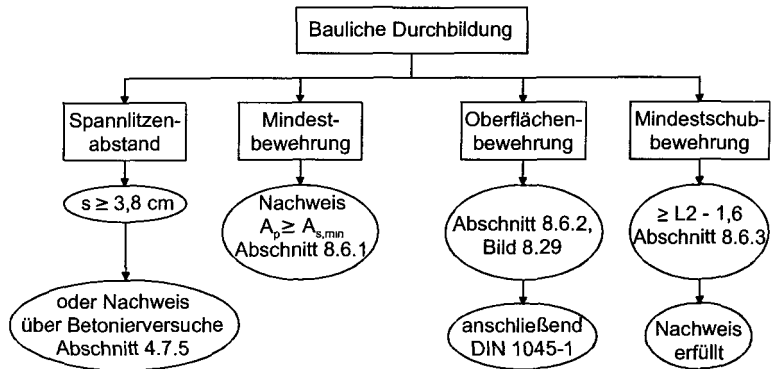 Bauliche Durchbildung
Spannlitzen-
abstand
s ≥ 3,8 cm
oder Nachweis
über Betonierversuche
Abschnitt 4.7.5
Mindest-
bewehrung
Nachweis
Aₚ ≥ Aₛ,ₘᵢₙ
Abschnitt 8.6.1
Oberflächen-
bewehrung
Abschnitt 8.6.2,
Bild 8.29
anschließend
DIN 1045-1
Mindestschub-
bewehrung
≥ L2 - 1,6
Abschnitt 8.6.3
Nachweis
erfüllt